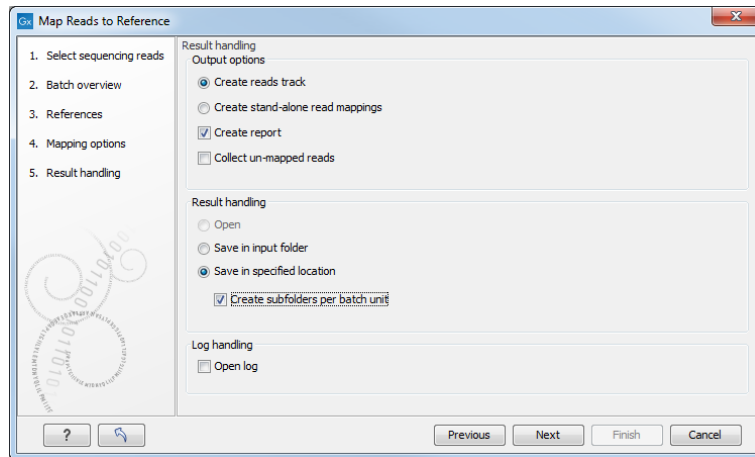 Gx Map Reads to Reference
1. Select sequencing reads
2. Batch overview
3. References
4. Mapping options
5. Result handling
Result handling
Output options
Create reads track
Create stand-alone read mappings
Create report
Collect un-mapped reads
Result handling
Open
Save in input folder
Save in specified location
Create subfolders per batch unit
Log handling
Open log
?
Previous
Next
Finish
Cancel